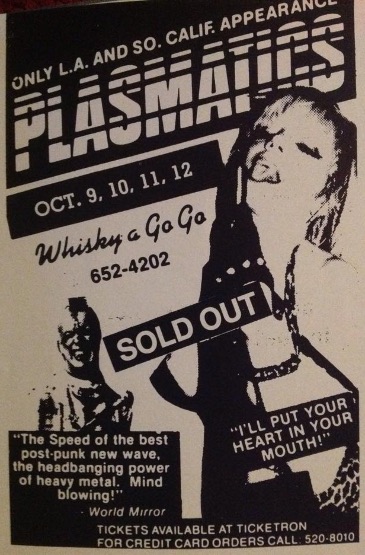 ONLY L.A. AND SO. CALIF. APPEARANCE
PLASMATICS
OCT. 9, 10, 11, 12
Whisky a Go Go
652-4202
SOLD OUT
"The Speed of the best
post-punk new wave,
the headbanging power
of heavy metal. Mind
blowing!"
- World Mirror
"I'LL PUT YOUR
HEART IN YOUR
MOUTH!"
TICKETS AVAILABLE AT TICKETRON
FOR CREDIT CARD ORDERS CALL: 520-8010